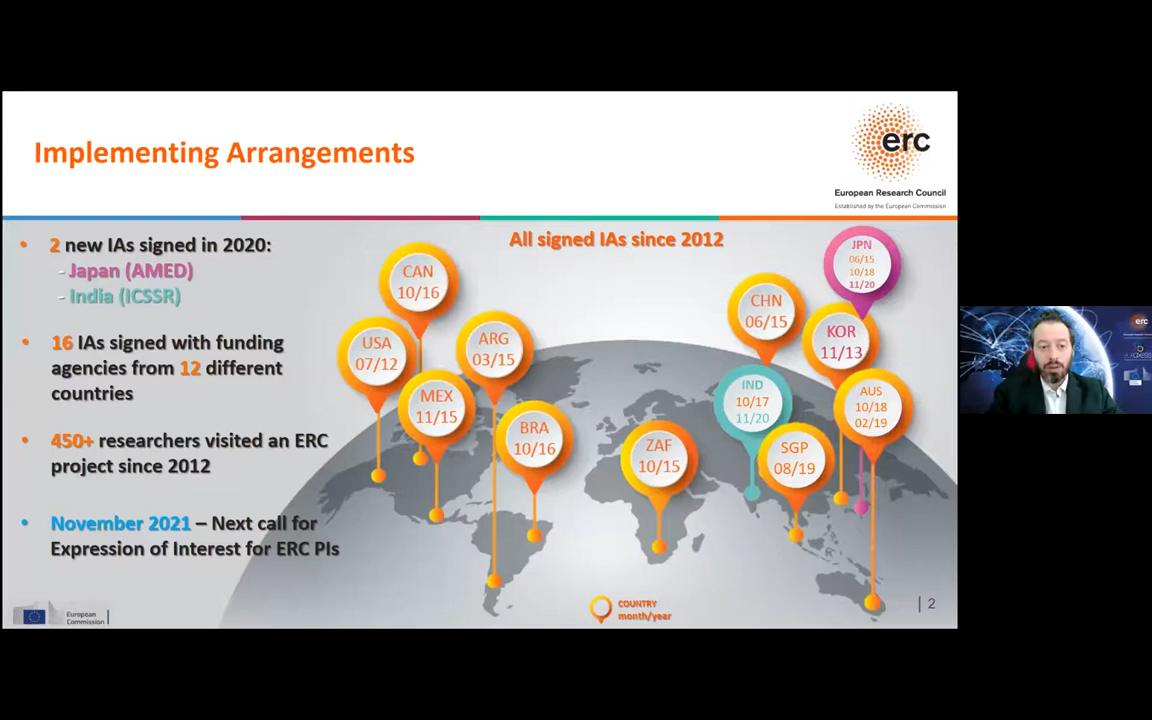 Implementing Arrangements
erc
European Research Council
Established by the European Commission
• 2 new IAs signed in 2020:
- Japan (AMED)
- India (ICSSR)
• 16 IAs signed with funding
agencies from 12 different
countries
• 450+ researchers visited an ERC
project since 2012
• November 2021 – Next call for
Expression of Interest for ERC PIs
All signed IAs since 2012
CAN
10/16
USA
07/12
MEX
11/15
ARG
03/15
BRA
10/16
ZAF
10/15
CHN
06/15
IND
10/17
11/20
SGP
08/19
JPN
06/15
10/18
11/20
KOR
11/13
AUS
10/18
02/19
COUNTRY
month/year
European
Commission
| 2
erc